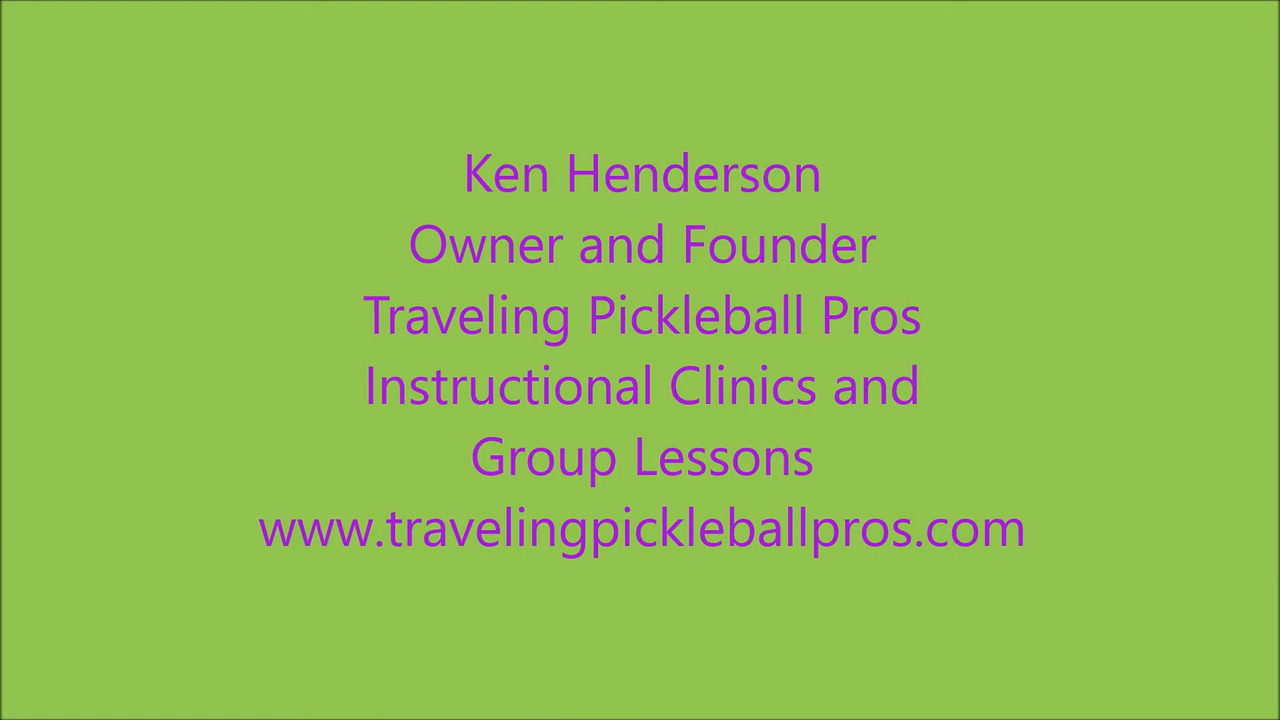 Ken Henderson
Owner and Founder
Traveling Pickleball Pros
Instructional Clinics and
Group Lessons
www.travelingpickleballpros.com